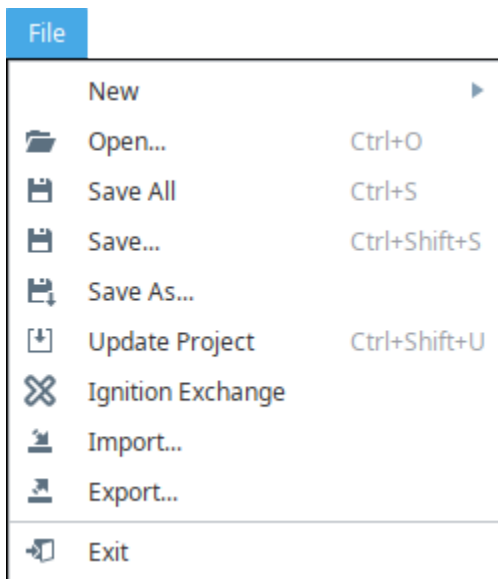 File
New
Open... Ctrl+O
Save All Ctrl+S
Save... Ctrl+Shift+S
Save As...
Update Project Ctrl+Shift+U
Ignition Exchange
Import...
Export...
Exit